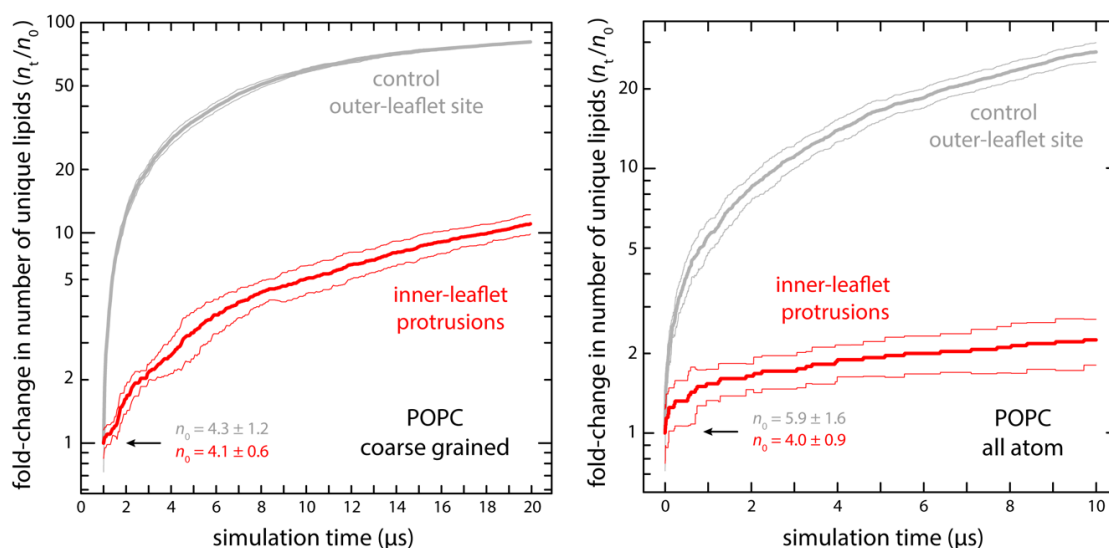 fold-change in number of unique lipids (nt/n0)
100
50
20
10
5
2
1
control
outer-leaflet site
inner-leaflet
protrusions
n0 = 4.3 ± 1.2
n0 = 4.1 ± 0.6
POPC
coarse grained
0 2 4 6 8 10 12 14 16 18 20
simulation time (μs)
fold-change in number of unique lipids (nt/n0)
20
10
5
2
1
control
outer-leaflet site
inner-leaflet
protrusions
n0 = 5.9 ± 1.6
n0 = 4.0 ± 0.9
POPC
all atom
0 2 4 6 8 10
simulation time (μs)